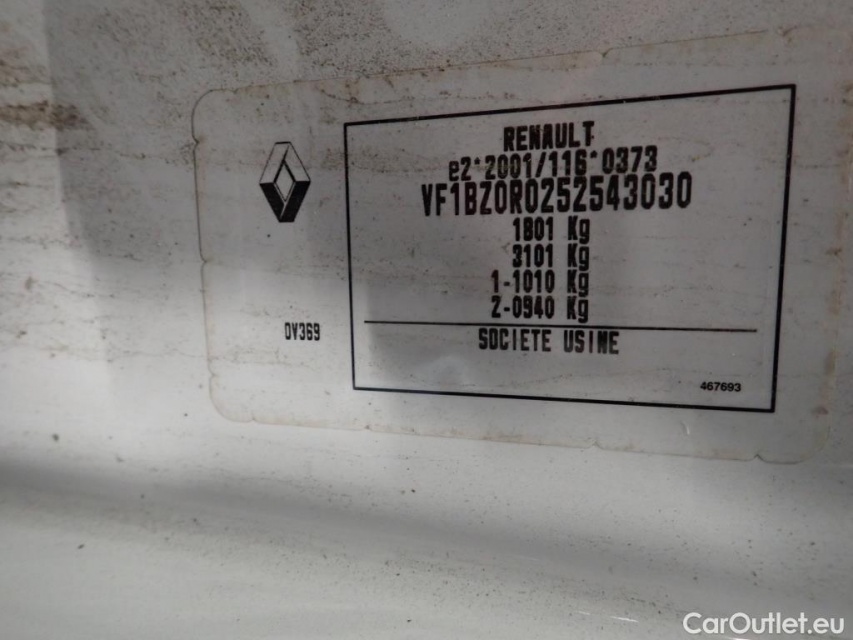 RENAULT
e2*2001/116*0373
VF1BZ0R0252543030
1801 Kg
3101 Kg
1-1010 Kg
2-0940 Kg
DV369
SOCIETE USINE
467693
CarOutlet.eu